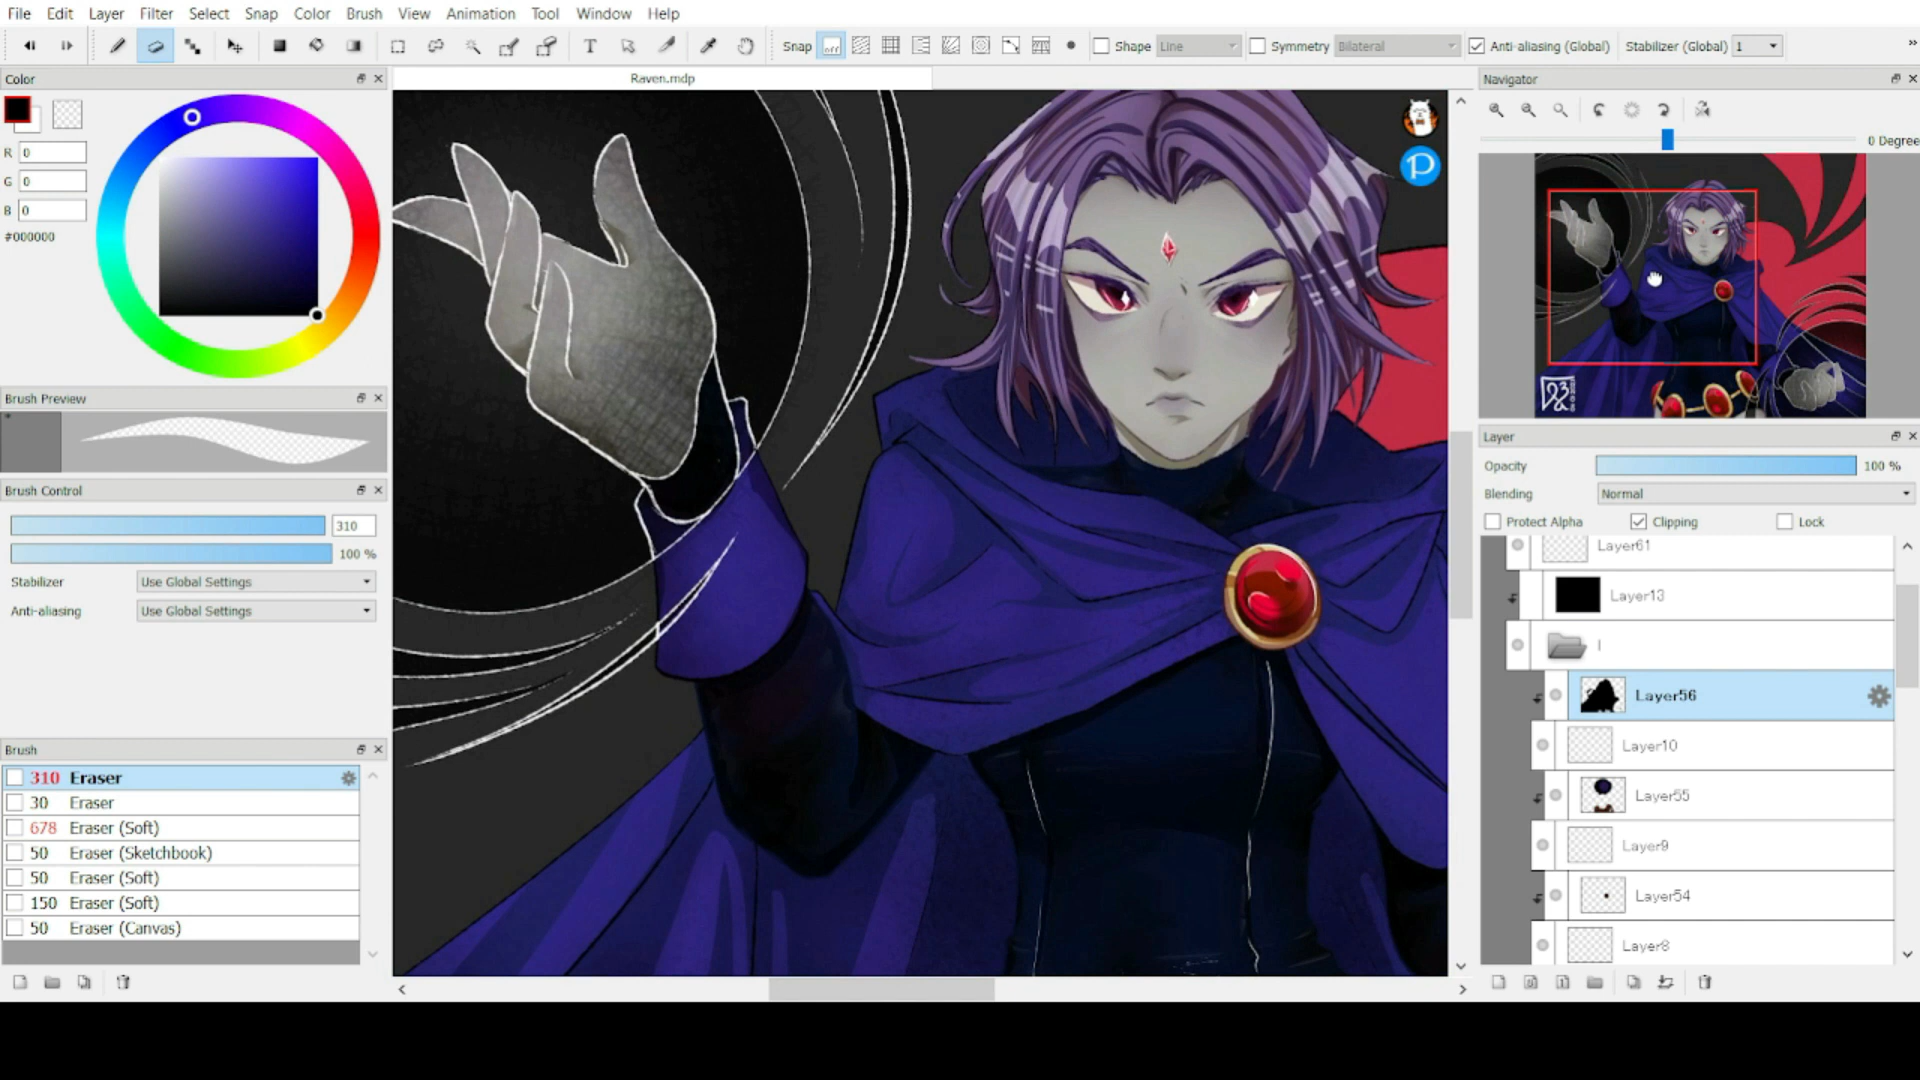 File Edit Layer Filter Select Snap Color Brush View Animation Tool Window Help
Snap off Shape Line Symmetry Bilateral Anti-aliasing (Global) Stabilizer (Global) 1 »
Color
R 0
G 0
B 0
#000000
Brush Preview
Brush Control
310
100 %
Stabilizer Use Global Settings
Anti-aliasing Use Global Settings
Brush
310 Eraser
30 Eraser
678 Eraser (Soft)
50 Eraser (Sketchbook)
50 Eraser (Soft)
150 Eraser (Soft)
50 Eraser (Canvas)
Raven.mdp
P
Navigator
0 Degree
Layer
Opacity 100 %
Blending Normal
Protect Alpha Clipping Lock
Layer61
Layer13
l
Layer56
Layer10
Layer55
Layer9
Layer54
Layer8